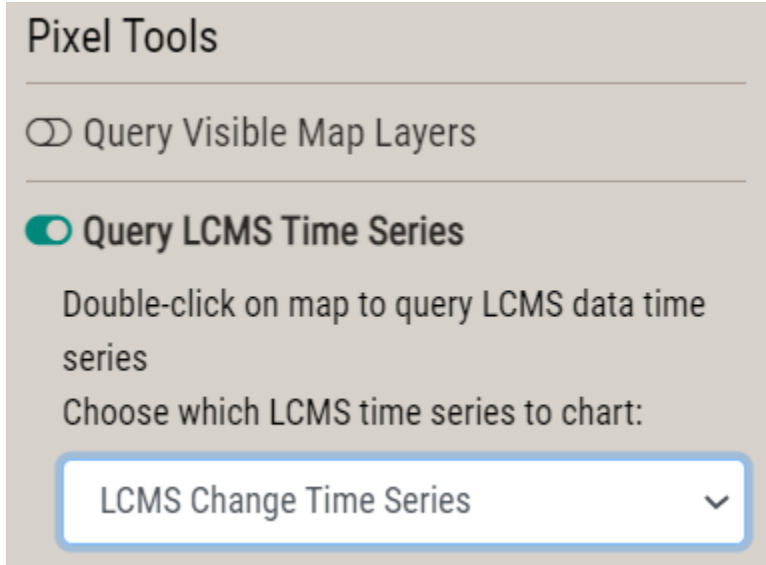 Pixel Tools
Query Visible Map Layers
Query LCMS Time Series
Double-click on map to query LCMS data time
series
Choose which LCMS time series to chart:
LCMS Change Time Series